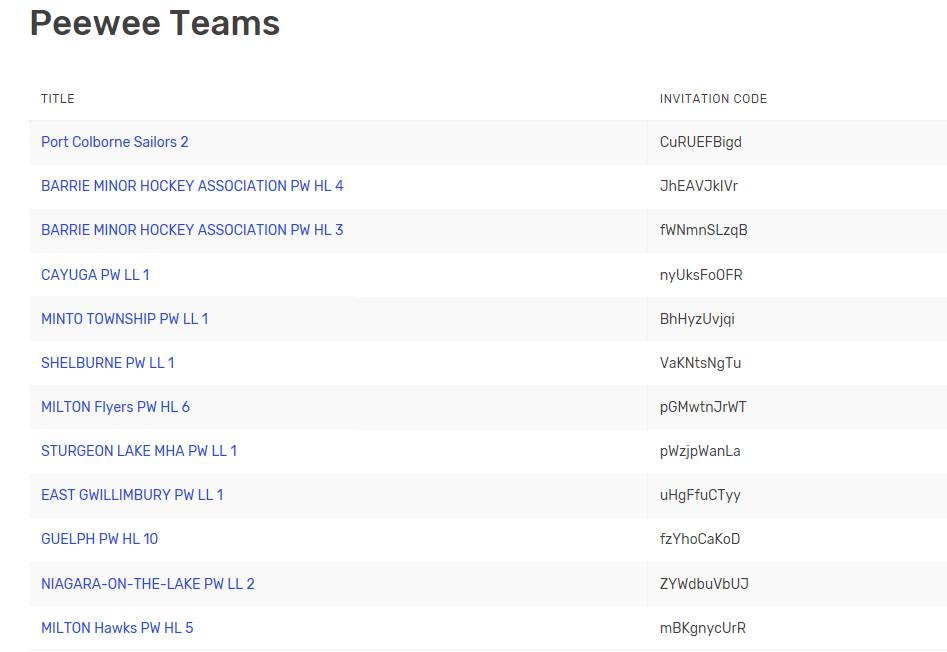 Peewee Teams
TITLE INVITATION CODE
Port Colborne Sailors 2 CuRUEFBigd
BARRIE MINOR HOCKEY ASSOCIATION PW HL 4 JhEAVJkIVr
BARRIE MINOR HOCKEY ASSOCIATION PW HL 3 fWNmnSLzqB
CAYUGA PW LL 1 nyUksFoOFR
MINTO TOWNSHIP PW LL 1 BhHyzUvjqi
SHELBURNE PW LL 1 VaKNtsNgTu
MILTON Flyers PW HL 6 pGMwtnJrWT
STURGEON LAKE MHA PW LL 1 pWzjpWanLa
EAST GWILLIMBURY PW LL 1 uHgFfuCTyy
GUELPH PW HL 10 fzYhoCaKoD
NIAGARA-ON-THE-LAKE PW LL 2 ZYWdbuVbUJ
MILTON Hawks PW HL 5 mBKgnycUrR